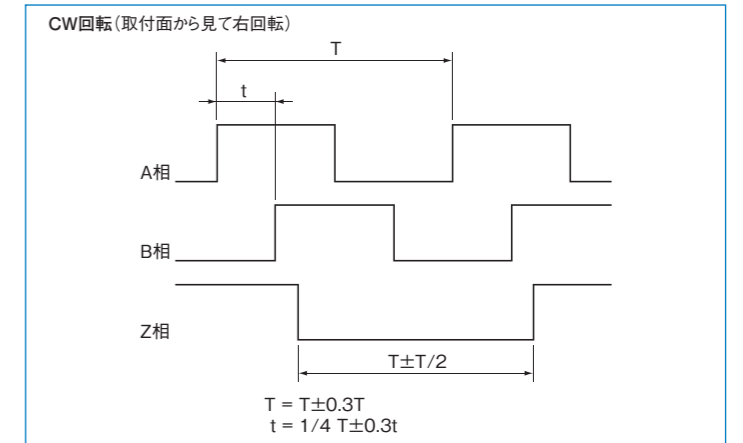 CW回転（取付面から見て右回転）
T
t
A相
B相
Z相
T±T/2
T = T±0.3T
t = 1/4 T±0.3t